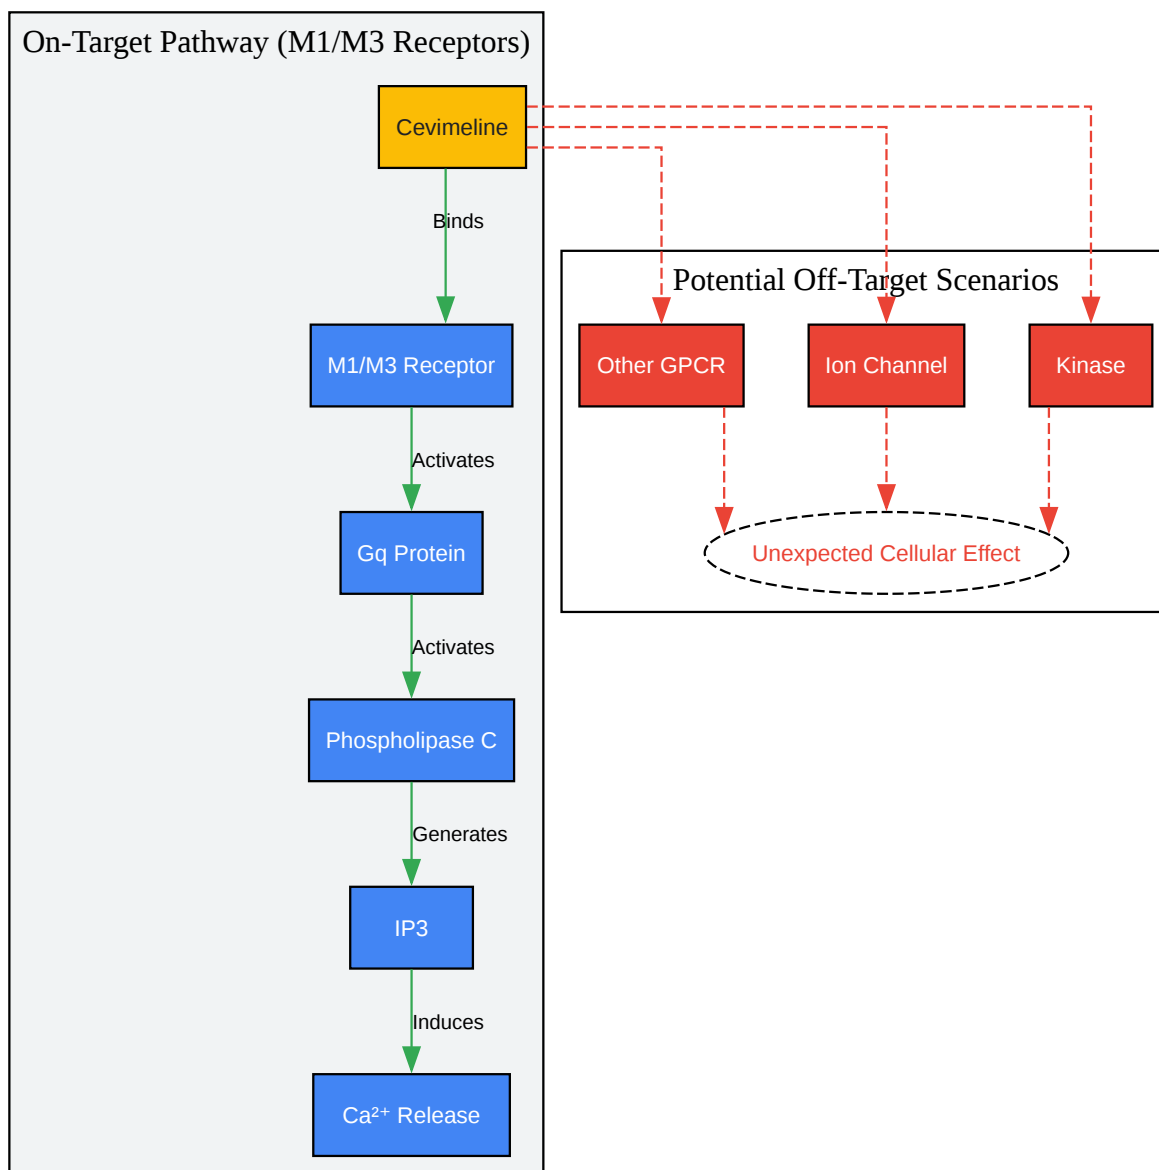 On-Target Pathway (M1/M3 Receptors)
Cevimeline
Binds
M1/M3 Receptor
Activates
Gq Protein
Activates
Phospholipase C
Generates
IP3
Induces
Ca²⁺ Release
Potential Off-Target Scenarios
Other GPCR
Ion Channel
Kinase
Unexpected Cellular Effect